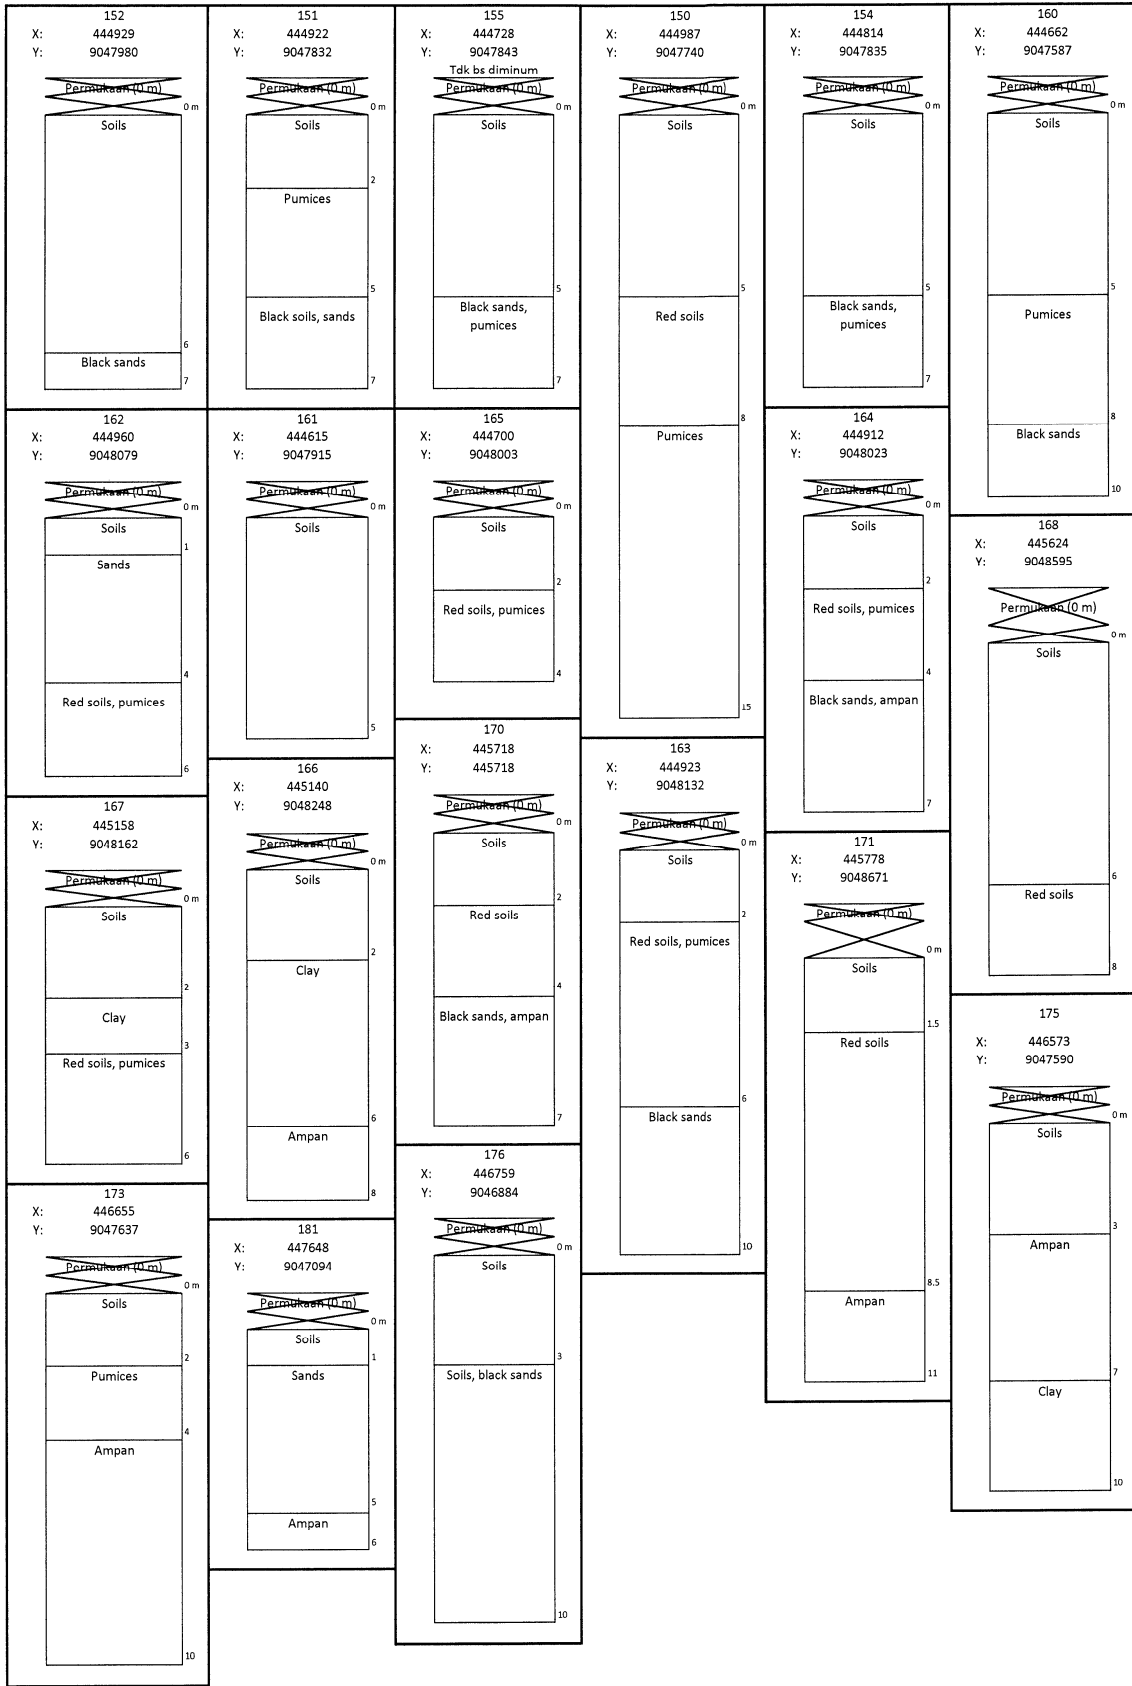 152
X: 444929
Y: 9047980
Permukaan (0 m)
0 m
Soils
6
Black sands
7
151
X: 444922
Y: 9047832
Permukaan (0 m)
0 m
Soils
2
Pumices
5
Black soils, sands
7
155
X: 444728
Y: 9047843
Tdk bs diminum
Permukaan (0 m)
0 m
Soils
5
Black sands,
pumices
7
150
X: 444987
Y: 9047740
Permukaan (0 m)
0 m
Soils
5
Red soils
8
Pumices
15
154
X: 444814
Y: 9047835
Permukaan (0 m)
0 m
Soils
5
Black sands,
pumices
7
160
X: 444662
Y: 9047587
Permukaan (0 m)
0 m
Soils
5
Pumices
8
Black sands
10
162
X: 444960
Y: 9048079
Permukaan (0 m)
0 m
Soils
1
Sands
4
Red soils, pumices
6
161
X: 444615
Y: 9047915
Permukaan (0 m)
0 m
Soils
5
165
X: 444700
Y: 9048003
Permukaan (0 m)
0 m
Soils
2
Red soils, pumices
4
164
X: 444912
Y: 9048023
Permukaan (0 m)
0 m
Soils
2
Red soils, pumices
4
Black sands, ampan
7
168
X: 445624
Y: 9048595
Permukaan (0 m)
0 m
Soils
6
Red soils
8
167
X: 445158
Y: 9048162
Permukaan (0 m)
0 m
Soils
2
Clay
3
Red soils, pumices
6
166
X: 445140
Y: 9048248
Permukaan (0 m)
0 m
Soils
2
Clay
6
Ampan
8
170
X: 445718
Y: 445718
Permukaan (0 m)
0 m
Soils
2
Red soils
4
Black sands, ampan
7
163
X: 444923
Y: 9048132
Permukaan (0 m)
0 m
Soils
2
Red soils, pumices
6
Black sands
10
171
X: 445778
Y: 9048671
Permukaan (0 m)
0 m
Soils
1.5
Red soils
8.5
Ampan
11
175
X: 446573
Y: 9047590
Permukaan (0 m)
0 m
Soils
3
Ampan
7
Clay
10
173
X: 446655
Y: 9047637
Permukaan (0 m)
0 m
Soils
2
Pumices
4
Ampan
10
181
X: 447648
Y: 9047094
Permukaan (0 m)
0 m
Soils
1
Sands
5
Ampan
6
176
X: 446759
Y: 9046884
Permukaan (0 m)
0 m
Soils
3
Soils, black sands
10